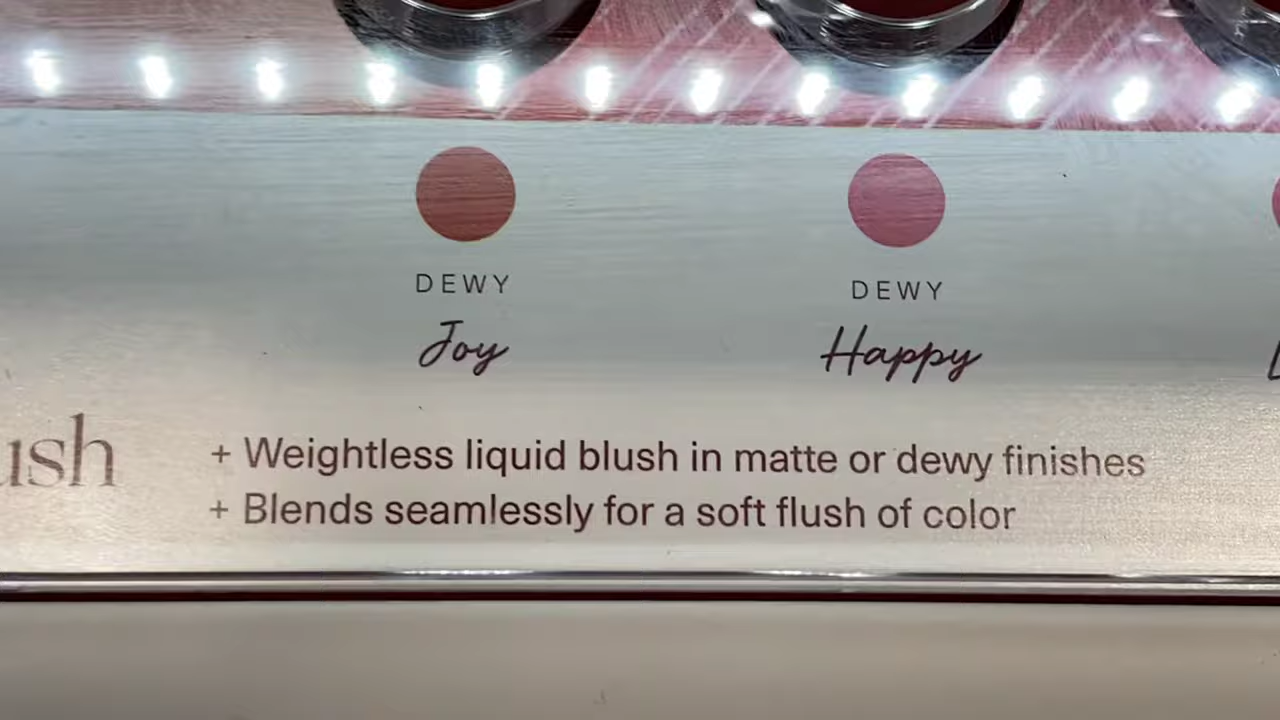 DEWY DEWY
Joy Happy
+ Weightless liquid blush in matte or dewy finishes
+ Blends seamlessly for a soft flush of color